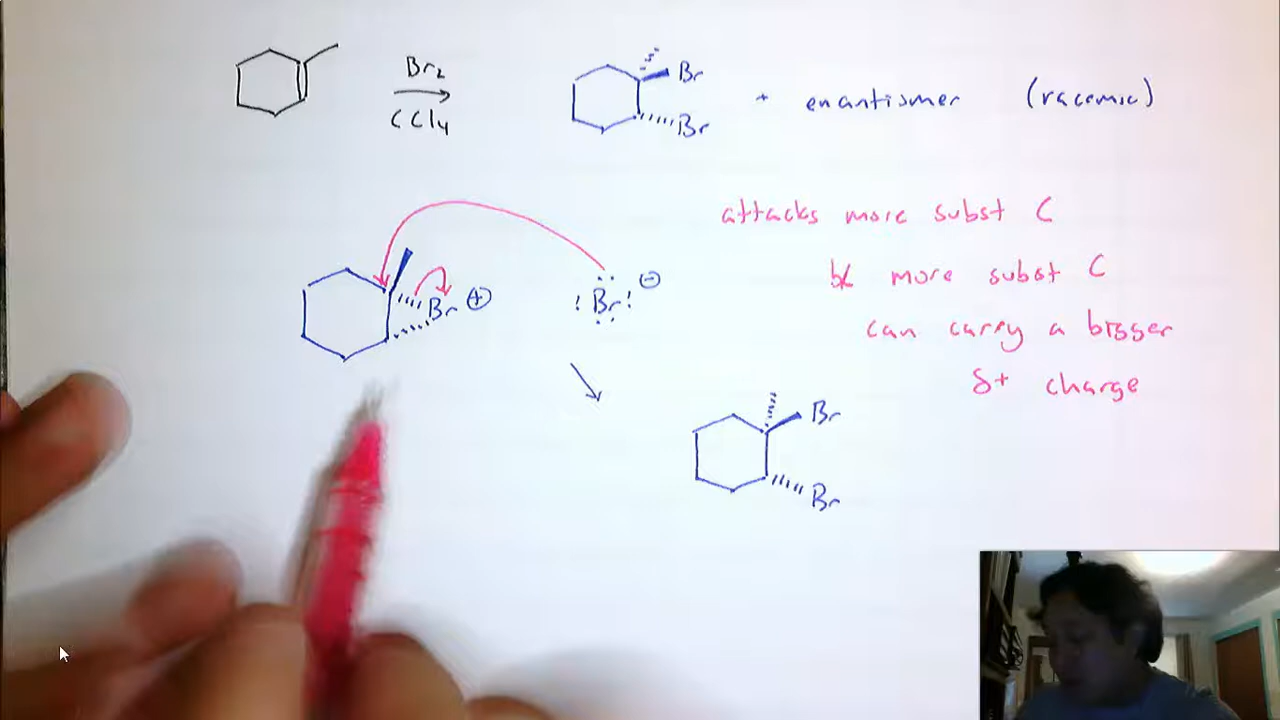 Br₂
CCl₄
Br
Br
+ enantiomer (racemic)
attacks more subst C
b/c more subst C
can carry a bigger
δ+ charge
Br ⊕
:Br: ⊖
Br
Br